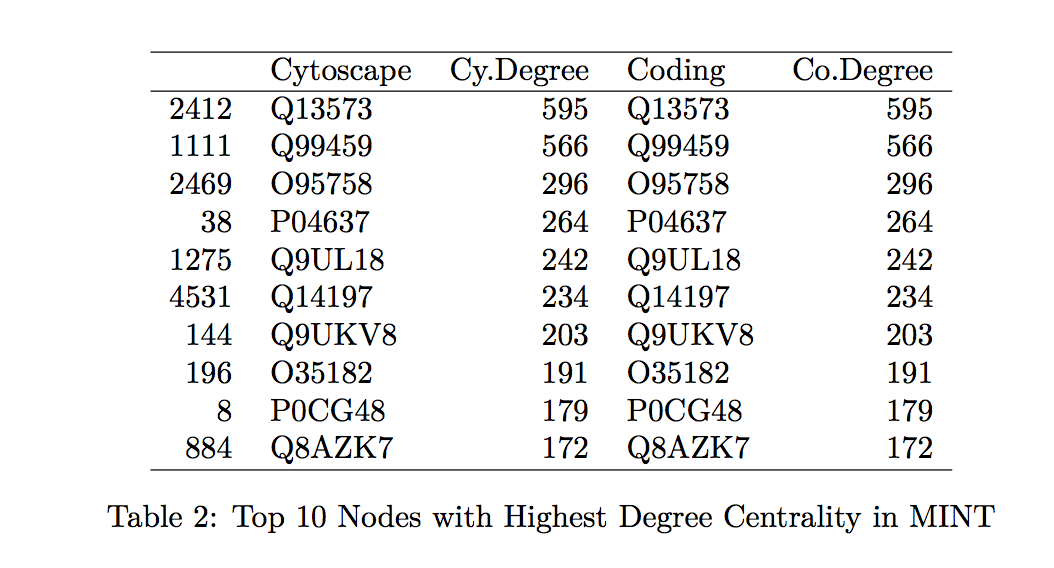 Cytoscape Cy.Degree Coding Co.Degree
2412 Q13573 595 Q13573 595
1111 Q99459 566 Q99459 566
2469 O95758 296 O95758 296
38 P04637 264 P04637 264
1275 Q9UL18 242 Q9UL18 242
4531 Q14197 234 Q14197 234
144 Q9UKV8 203 Q9UKV8 203
196 O35182 191 O35182 191
8 P0CG48 179 P0CG48 179
884 Q8AZK7 172 Q8AZK7 172
Table 2: Top 10 Nodes with Highest Degree Centrality in MINT